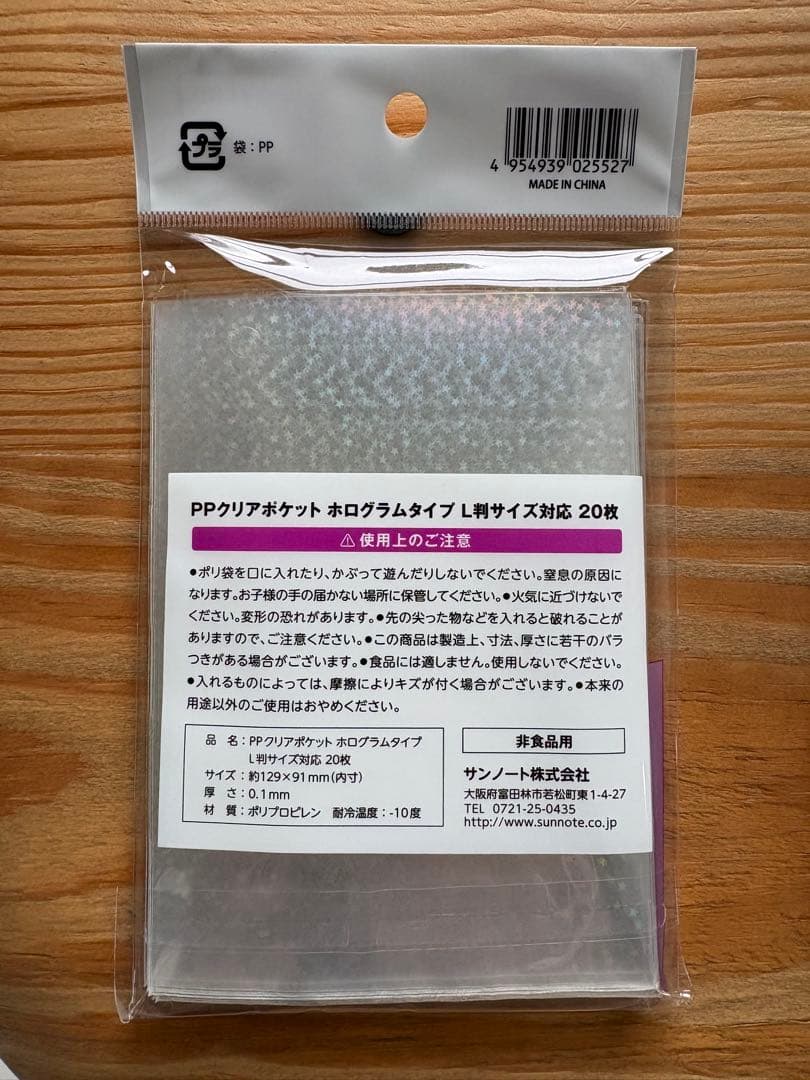 プラ 袋:PP
4 954939 025527
MADE IN CHINA
PPクリアポケット ホログラムタイプ L判サイズ対応 20枚
⚠使用上のご注意
●ポリ袋を口に入れたり、かぶって遊んだりしないでください。窒息の原因に
なります。お子様の手の届かない場所に保管してください。●火気に近づけないで
ください。変形の恐れがあります。●先の尖った物などを入れると破れることが
ありますので、ご注意ください。●この商品は製造上、寸法、厚さに若干のバラ
つきがある場合がございます。●食品には適しません。使用しないでください。
●入れるものによっては、摩擦によりキズが付く場合がございます。●本来の
用途以外のご使用はおやめください。
品 名:PPクリアポケット ホログラムタイプ
L判サイズ対応 20枚
サイズ:約129×91mm(内寸)
厚 さ:0.1mm
材 質:ポリプロピレン 耐冷温度:-10度
非食品用
サンノート株式会社
大阪府富田林市若松町東1-4-27
TEL 0721-25-0435
http://www.sunnote.co.jp